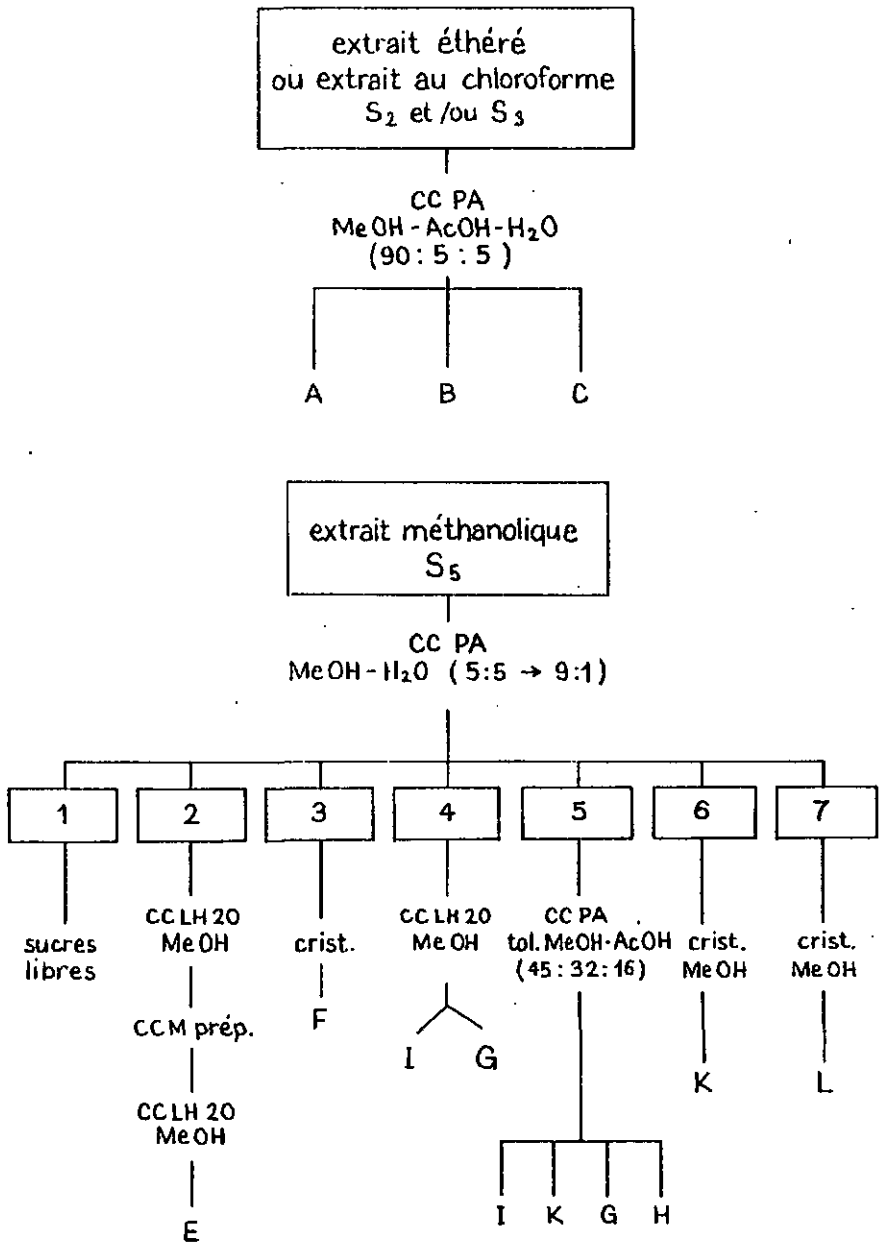 extrait éthéré
ou extrait au chloroforme
S₂ et/ou S₃
CC PA
MeOH-AcOH-H₂O
(90:5:5)
A B C
extrait méthanolique
S₅
CC PA
MeOH-H₂O (5:5 → 9:1)
1 2 3 4 5 6 7
sucres
libres
CC LH 20
MeOH
CCM prép.
CC LH 20
MeOH
E
crist.
F
CC LH 20
MeOH
I G
CC PA
tol. MeOH-AcOH
(45:32:16)
I K G H
crist.
MeOH
K
crist.
MeOH
L